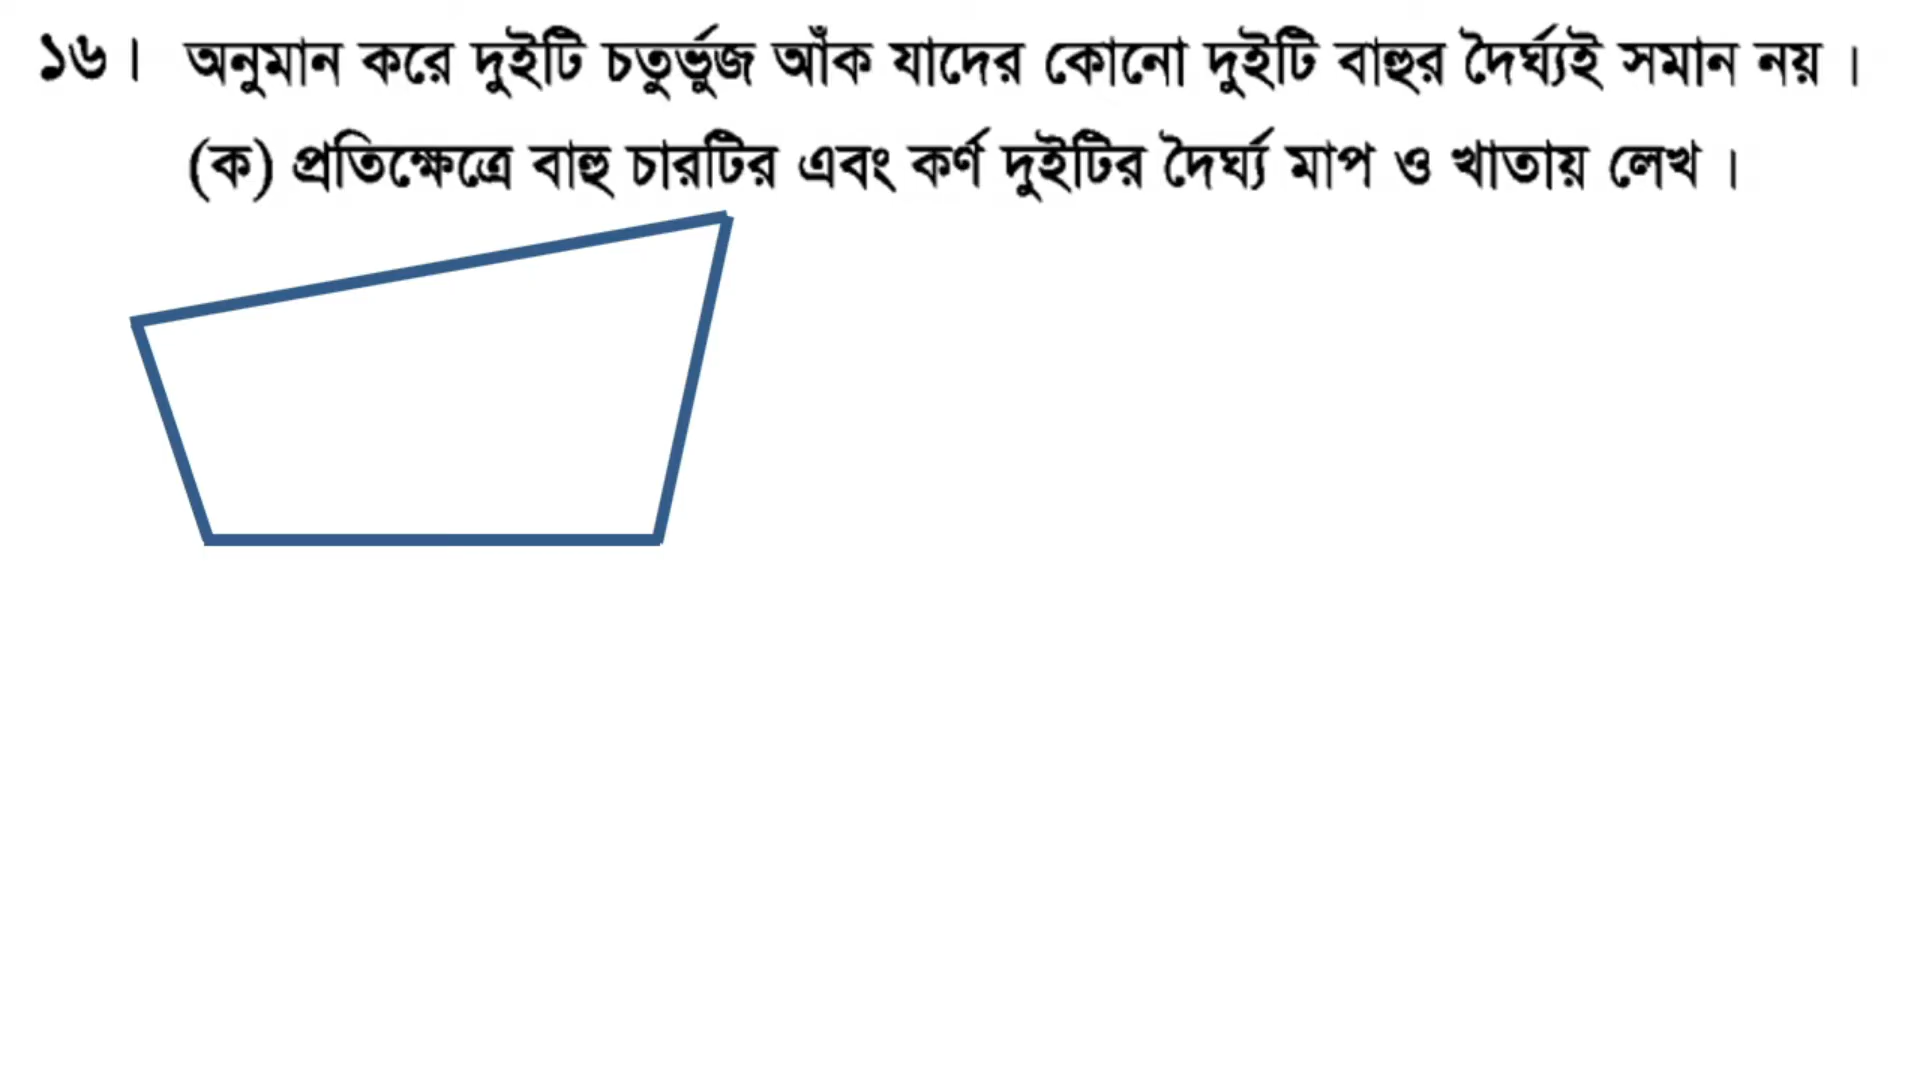 ১৬। অনুমান করে দুইটি চতুর্ভুজ আঁক যাদের কোনো দুইটি বাহুর দৈর্ঘ্যই সমান নয়।
(ক) প্রতিক্ষেত্রে বাহু চারটির এবং কর্ণ দুইটির দৈর্ঘ্য মাপ ও খাতায় লেখ।